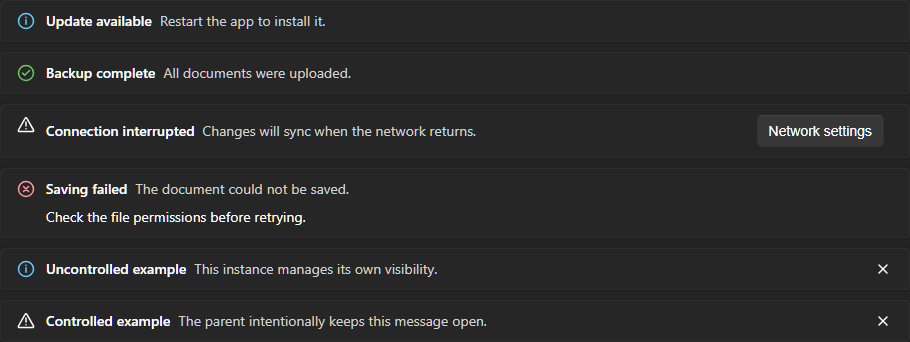 Update available Restart the app to install it.
Backup complete All documents were uploaded.
Connection interrupted Changes will sync when the network returns. Network settings
Saving failed The document could not be saved.
Check the file permissions before retrying.
Uncontrolled example This instance manages its own visibility.
Controlled example The parent intentionally keeps this message open.